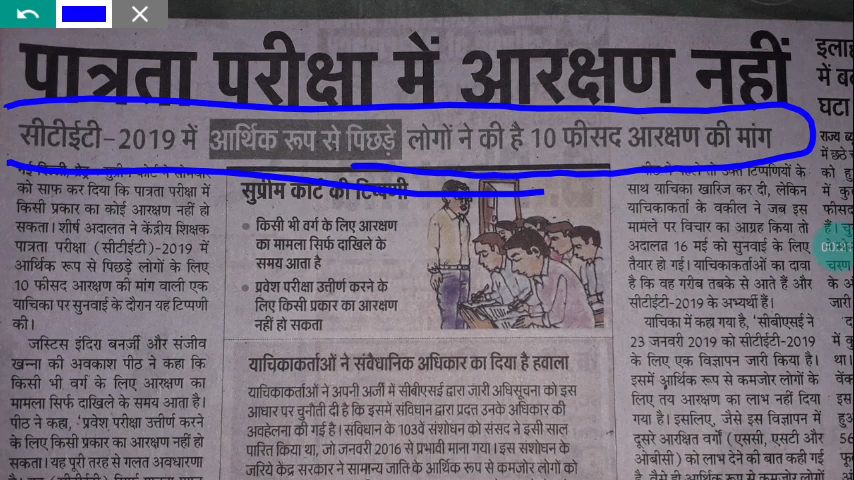 पात्रता परीक्षा में आरक्षण नहीं
सीटीईटी-2019 में आर्थिक रूप से पिछड़े लोगों ने की है 10 फीसद आरक्षण की मांग
को साफ कर दिया कि पात्रता परीक्षा में
किसी प्रकार का कोई आरक्षण नहीं हो
सकता। शीर्ष अदालत ने केंद्रीय शिक्षक
पात्रता परीक्षा (सीटीईटी)-2019 में
आर्थिक रूप से पिछड़े लोगों के लिए
10 फीसद आरक्षण की मांग वाली एक
याचिका पर सुनवाई के दौरान यह टिप्पणी
की।
जस्टिस इंदिरा बनर्जी और संजीव
खन्ना की अवकाश पीठ ने कहा कि
किसी भी वर्ग के लिए आरक्षण का
मामला सिर्फ दाखिले के समय आता है।
पीठ ने कहा, 'प्रवेश परीक्षा उत्तीर्ण करने
के लिए किसी प्रकार का आरक्षण नहीं हो
सकता। यह पूरी तरह से गलत अवधारणा
सुप्रीम कोर्ट की टिप्पणी
किसी भी वर्ग के लिए आरक्षण
का मामला सिर्फ दाखिले के
समय आता है
प्रवेश परीक्षा उत्तीर्ण करने के
लिए किसी प्रकार का आरक्षण
नहीं हो सकता
याचिकाकर्ताओं ने संवैधानिक अधिकार का दिया है हवाला
याचिकाकर्ताओं ने अपनी अर्जी में सीबीएसई द्वारा जारी अधिसूचना को इस
आधार पर चुनौती दी है कि इसमें संविधान द्वारा प्रदत्त उनके अधिकार की
अवहेलना की गई है। संविधान के 103वें संशोधन को संसद ने इसी साल
पारित किया था, जो जनवरी 2016 से प्रभावी माना गया। इस संशोधन के
जरिये केंद्र सरकार ने सामान्य जाति के आर्थिक रूप से कमजोर लोगों को
साथ याचिका खारिज कर दी, लेकिन
याचिकाकर्ता के वकील ने जब इस
मामले पर विचार का आग्रह किया तो
अदालत 16 मई को सुनवाई के लिए
तैयार हो गई। याचिकाकर्ताओं का दावा
है कि वह गरीब तबके से आते हैं और
सीटीईटी-2019 के अभ्यर्थी हैं।
याचिका में कहा गया है, 'सीबीएसई ने
23 जनवरी 2019 को सीटीईटी-2019
के लिए एक विज्ञापन जारी किया है।
इसमें आर्थिक रूप से कमजोर लोगों के
लिए तय आरक्षण का लाभ नहीं दिया
गया है। इसलिए, जैसे इस विज्ञापन में
दूसरे आरक्षित वर्गों (एससी, एसटी और
ओबीसी) को लाभ देने की बात कही गई
में
घटा